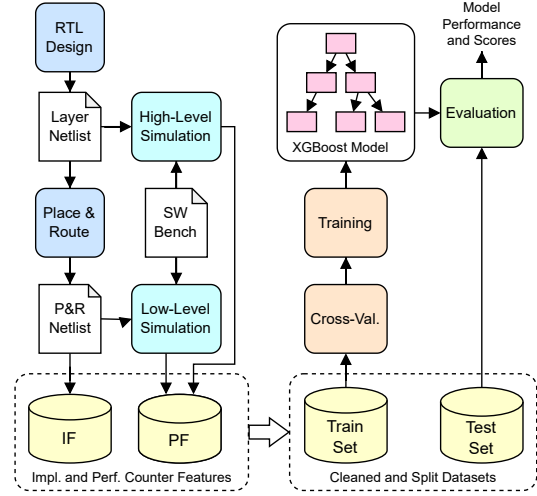 RTL
Design
Layer
Netlist
High-Level
Simulation
Place &
Route
SW
Bench
P&R
Netlist
Low-Level
Simulation
IF
PF
Impl. and Perf. Counter Features
Model
Performance
and Scores
XGBoost Model
Evaluation
Training
Cross-Val.
Train
Set
Test
Set
Cleaned and Split Datasets